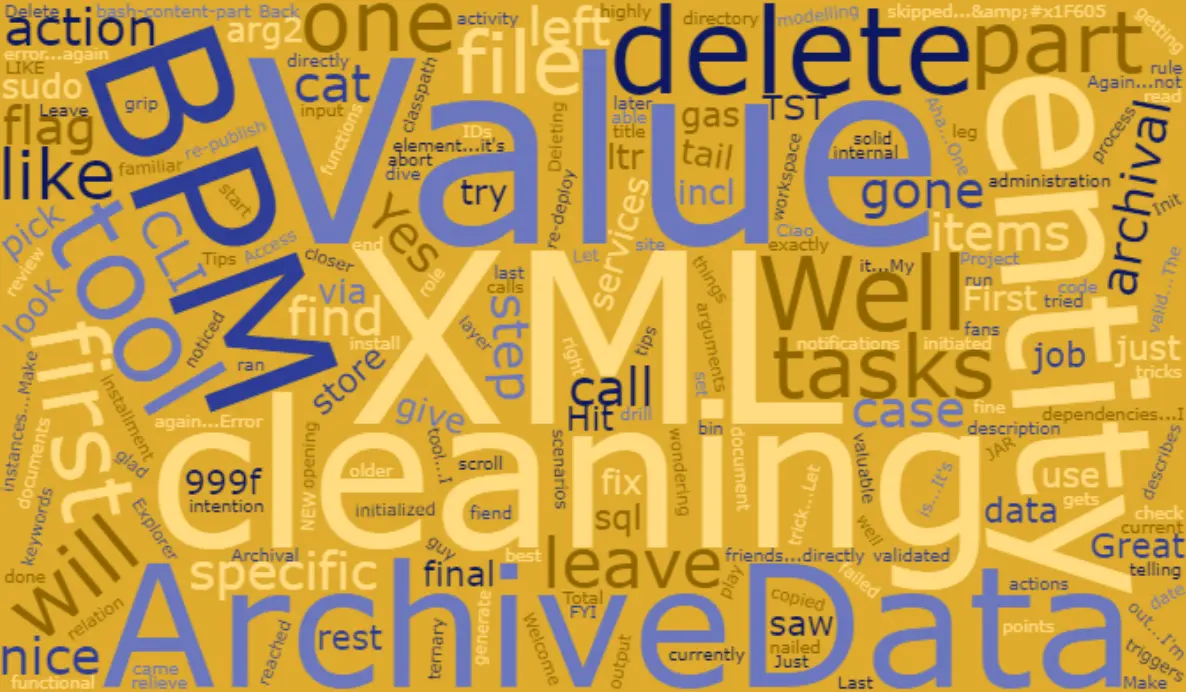 Delete
bash-content-part
Back
arg2
one
activity
highly
directory
modelling
skipped...&amp;#x1F605
getting
action
error...again
LIKE
sudo
Leave
flag
like
BPM
grip
re-publish
familiar
directly
cat
input
functions
classpath
file
left
delete
part
rule
Again...not
read
Value
element...it's
abort
dive
IDs
Deleting
later
able
title
ltr
gas
tail
incl
TST
workspace
solid
internal
Aha...One
leg
entity
process
archival
administration
gone
items
Init
try
Yes
re-deploy
services
site
Let
Ciao
exactly
pick
review
look
tool
CLI
start
Tips
Access
closer
end
role
via
find
install
noticed
ran
store
XML
last
calls
step
layer
right
things
arguments
tips
set
call
Hit
drill
bin
Well
it...My
Project
run
First
code
tried
fans
notifications
initiated
tasks
job
just
tricks
valid...The
case
fine
description
dependencies...I
JAR
first
instances...Make
documents
keywords
installment
glad
again...Error
cleaning
999f
intention
NEW
opening
older
initialized
give
tool...I
scroll
fiend
scenarios
fix
sql
wondering
document
trick...Let
valuable
well
is...It's
data
use
gets
describes
check
current
Great
telling
Explorer
Archival
guy
best
leave
friends...directly
validated
failed
play
will
done
relation
specific
final
ArchiveData
Total
FYI
copied
saw
nailed
Just
actions
points
date
out...I'm
triggers
nice
functional
came
relieve
reached
rest
ternary
generate
Welcome
output
currently
Last
Make